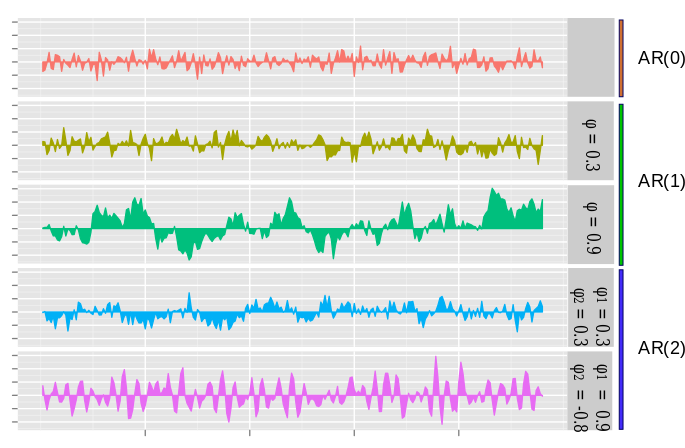 AR(0)
φ = 0.3
AR(1)
φ = 0.9
φ1 = 0.3
φ2 = 0.3
AR(2)
φ1 = 0.9
φ2 = -0.8